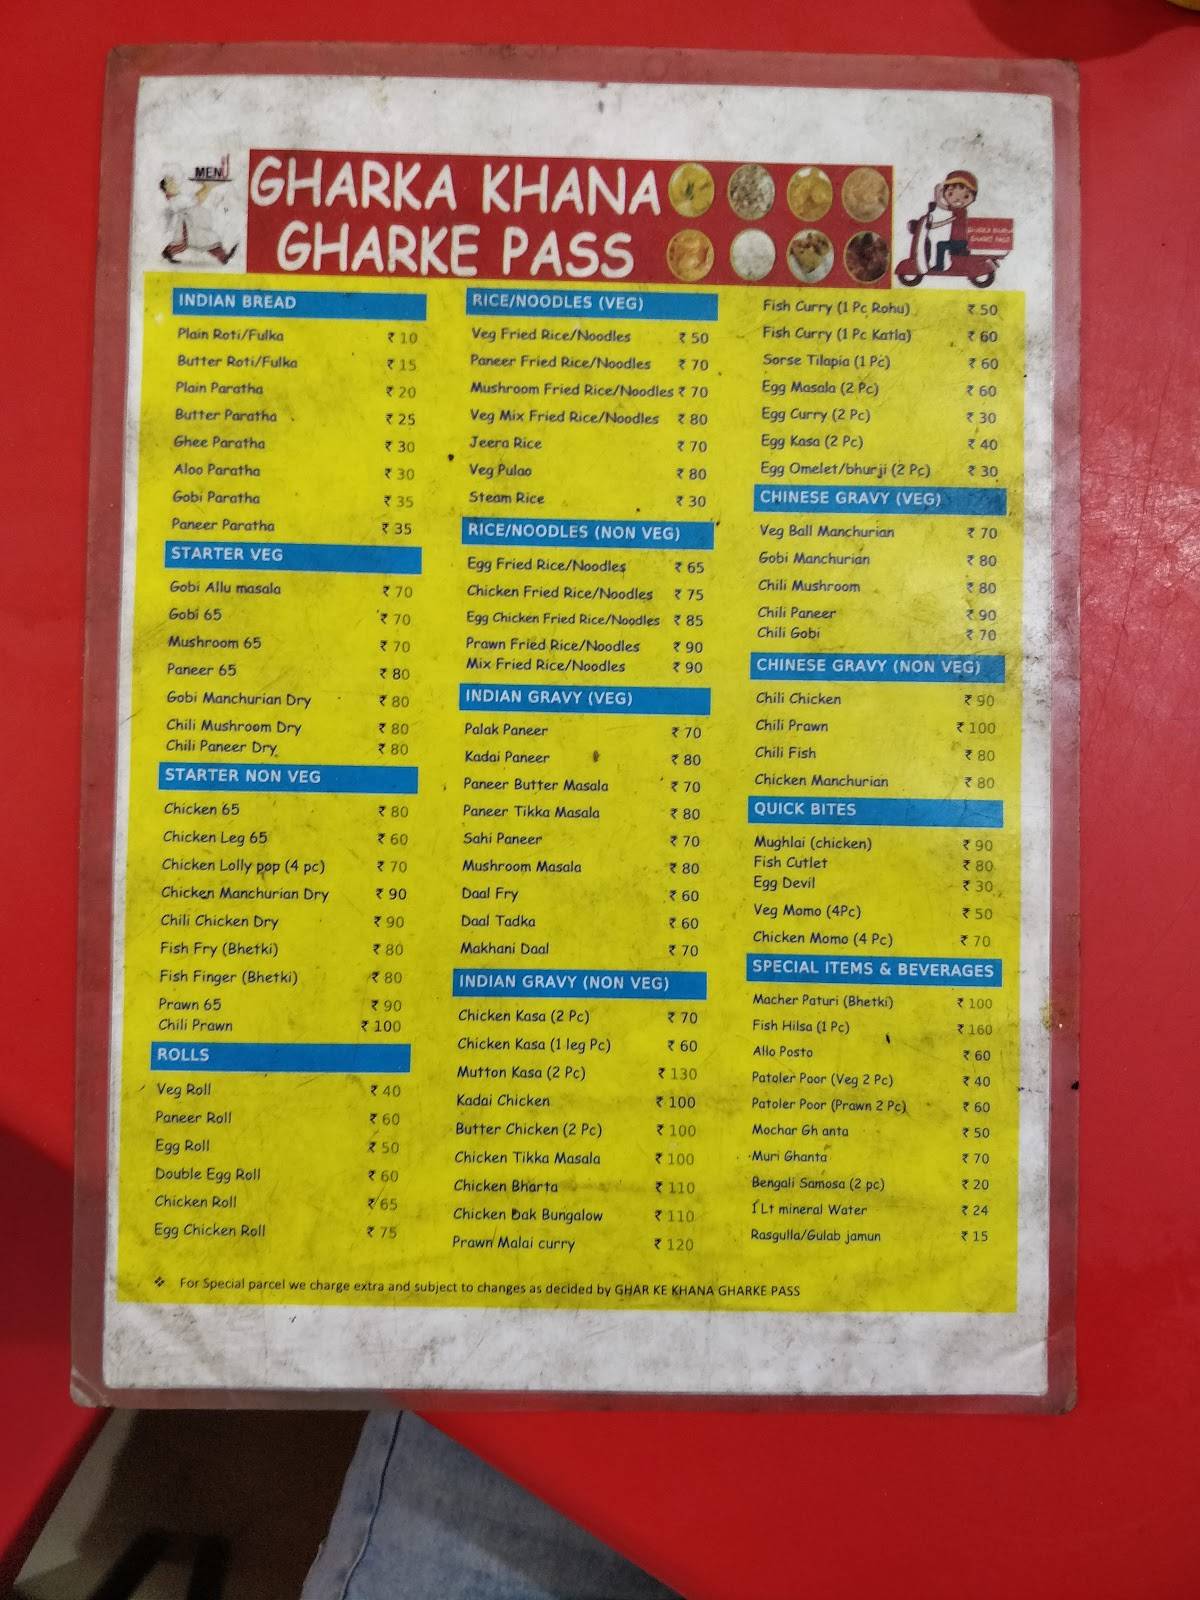 MENU
GHARKA KHANA
GHARKE PASS
INDIAN BREAD
Plain Roti/Fulka ₹ 10
Butter Roti/Fulka ₹ 15
Plain Paratha ₹ 20
Butter Paratha ₹ 25
Ghee Paratha ₹ 30
Aloo Paratha ₹ 30
Gobi Paratha ₹ 35
Paneer Paratha ₹ 35
STARTER VEG
Gobi Allu masala ₹ 70
Gobi 65 ₹ 70
Mushroom 65 ₹ 70
Paneer 65 ₹ 80
Gobi Manchurian Dry ₹ 80
Chili Mushroom Dry ₹ 80
Chili Paneer Dry ₹ 80
STARTER NON VEG
Chicken 65 ₹ 80
Chicken Leg 65 ₹ 60
Chicken Lolly pop (4 pc) ₹ 70
Chicken Manchurian Dry ₹ 90
Chili Chicken Dry ₹ 90
Fish Fry (Bhetki) ₹ 80
Fish Finger (Bhetki) ₹ 80
Prawn 65 ₹ 90
Chili Prawn ₹ 100
ROLLS
Veg Roll ₹ 40
Paneer Roll ₹ 60
Egg Roll ₹ 50
Double Egg Roll ₹ 60
Chicken Roll ₹ 65
Egg Chicken Roll ₹ 75
RICE/NOODLES (VEG)
Veg Fried Rice/Noodles ₹ 50
Paneer Fried Rice/Noodles ₹ 70
Mushroom Fried Rice/Noodles ₹ 70
Veg Mix Fried Rice/Noodles ₹ 80
Jeera Rice ₹ 70
Veg Pulao ₹ 80
Steam Rice ₹ 30
RICE/NOODLES (NON VEG)
Egg Fried Rice/Noodles ₹ 65
Chicken Fried Rice/Noodles ₹ 75
Egg Chicken Fried Rice/Noodles ₹ 85
Prawn Fried Rice/Noodles ₹ 90
Mix Fried Rice/Noodles ₹ 90
INDIAN GRAVY (VEG)
Palak Paneer ₹ 70
Kadai Paneer ₹ 80
Paneer Butter Masala ₹ 70
Paneer Tikka Masala ₹ 80
Sahi Paneer ₹ 70
Mushroom Masala ₹ 80
Daal Fry ₹ 60
Daal Tadka ₹ 60
Makhani Daal ₹ 70
INDIAN GRAVY (NON VEG)
Chicken Kasa (2 Pc) ₹ 70
Chicken Kasa (1 leg Pc) ₹ 60
Mutton Kasa (2 Pc) ₹ 130
Kadai Chicken ₹ 100
Butter Chicken (2 Pc) ₹ 100
Chicken Tikka Masala ₹ 100
Chicken Bharta ₹ 110
Chicken Dak Bungalow ₹ 110
Prawn Malai curry ₹ 120
Fish Curry (1 Pc Rohu) ₹ 50
Fish Curry (1 Pc Katla) ₹ 60
Sorse Tilapia (1 Pc) ₹ 60
Egg Masala (2 Pc) ₹ 60
Egg Curry (2 Pc) ₹ 30
Egg Kasa (2 Pc) ₹ 40
Egg Omelet/bhurji (2 Pc) ₹ 30
CHINESE GRAVY (VEG)
Veg Ball Manchurian ₹ 70
Gobi Manchurian ₹ 80
Chili Mushroom ₹ 80
Chili Paneer ₹ 90
Chili Gobi ₹ 70
CHINESE GRAVY (NON VEG)
Chili Chicken ₹ 90
Chili Prawn ₹ 100
Chili Fish ₹ 80
Chicken Manchurian ₹ 80
QUICK BITES
Mughlai (chicken) ₹ 90
Fish Cutlet ₹ 80
Egg Devil ₹ 30
Veg Momo (4Pc) ₹ 50
Chicken Momo (4 Pc) ₹ 70
SPECIAL ITEMS & BEVERAGES
Macher Paturi (Bhetki) ₹ 100
Fish Hilsa (1 Pc) ₹ 160
Allo Posto ₹ 60
Patoler Poor (Veg 2 Pc) ₹ 40
Patoler Poor (Prawn 2 Pc) ₹ 60
Mochar Gh anta ₹ 50
Muri Ghanta ₹ 70
Bengali Samosa (2 pc) ₹ 20
1 Lt mineral Water ₹ 24
Rasgulla/Gulab jamun ₹ 15
❖ For Special parcel we charge extra and subject to changes as decided by GHAR KE KHANA GHARKE PASS